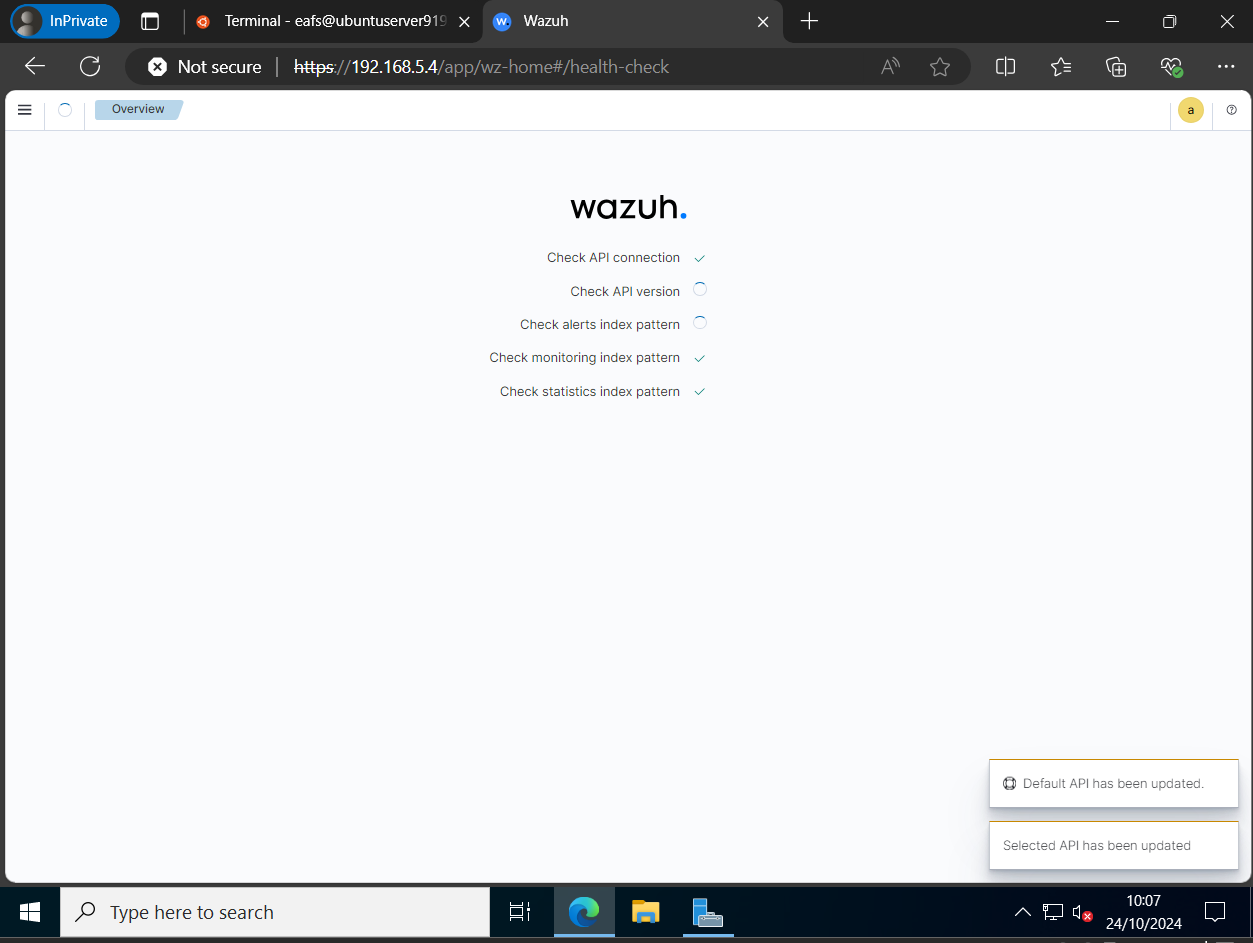 InPrivate
Terminal - eafs@ubuntuserver919
Wazuh
Not secure
https://192.168.5.4/app/wz-home#/health-check
Overview
a
wazuh.
Check API connection
Check API version
Check alerts index pattern
Check monitoring index pattern
Check statistics index pattern
Default API has been updated.
Selected API has been updated
Type here to search
10:07
24/10/2024